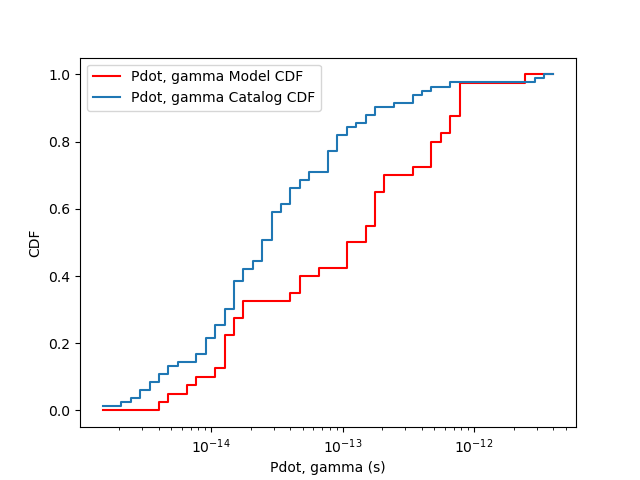 Pdot, gamma Model CDF
Pdot, gamma Catalog CDF
1.0
0.8
0.6
0.4
0.2
0.0
CDF
10⁻¹⁴
10⁻¹³
10⁻¹²
Pdot, gamma (s)